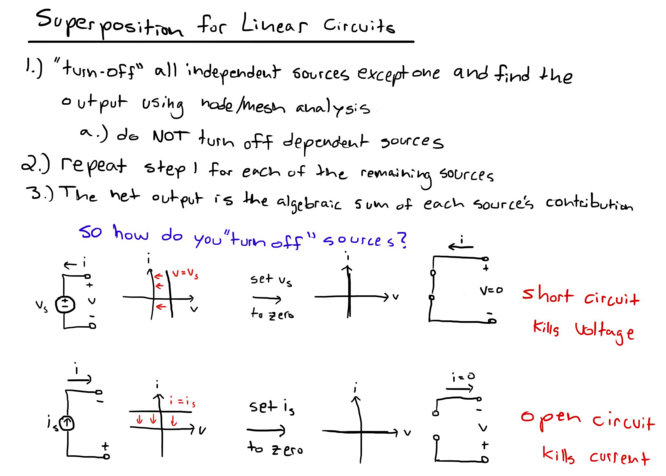 Superposition for Linear Circuits
1.) "turn-off" all independent sources except one and find the
output using node/mesh analysis
a.) do NOT turn off dependent sources
2.) repeat step 1 for each of the remaining sources
3.) The net output is the algebraic sum of each source's contribution
so how do you "turn off" sources?
i
+
v
-
vs
i
v=vs
v
set vs
to zero
i
v
i
+
v=0
-
short circuit
kills voltage
i
-
+
is
i
i=is
v
set is
to zero
i
v
i=0
-
v
+
open circuit
kills current